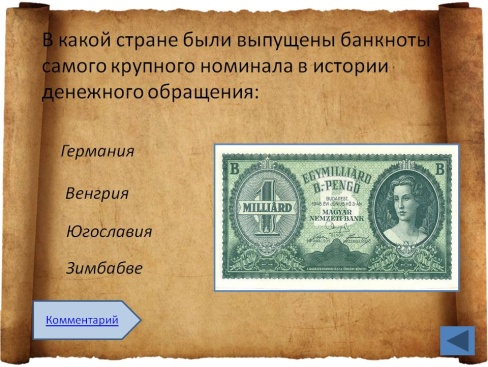 В какой стране были выпущены банкноты
самого крупного номинала в истории
денежного обращения:
Германия
Венгрия
Югославия
Зимбабве
B
B
EGYMILLIÁRD
B.-PENGŐ
1
MILLIÁRD
MAGYAR
NEMZETI BANK
Комментарий